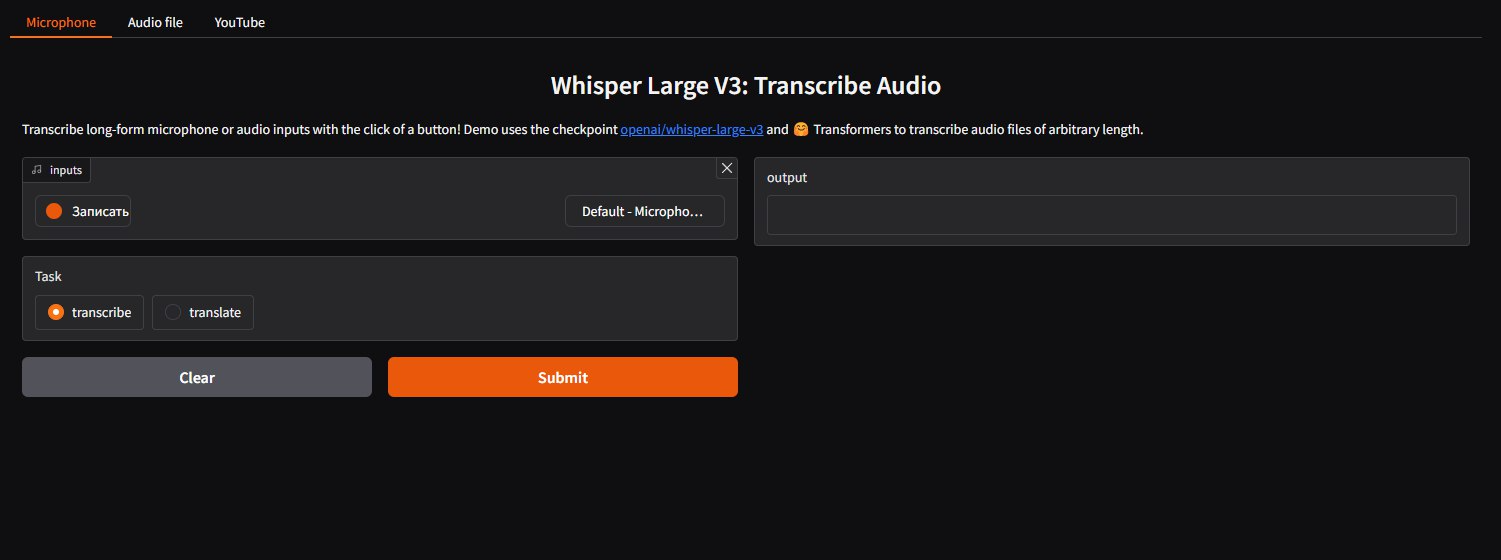 Microphone Audio file YouTube
Whisper Large V3: Transcribe Audio
Transcribe long-form microphone or audio inputs with the click of a button! Demo uses the checkpoint openai/whisper-large-v3 and 🤗 Transformers to transcribe audio files of arbitrary length.
inputs
Записать
Default - Micropho...
output
Task
transcribe translate
Clear Submit